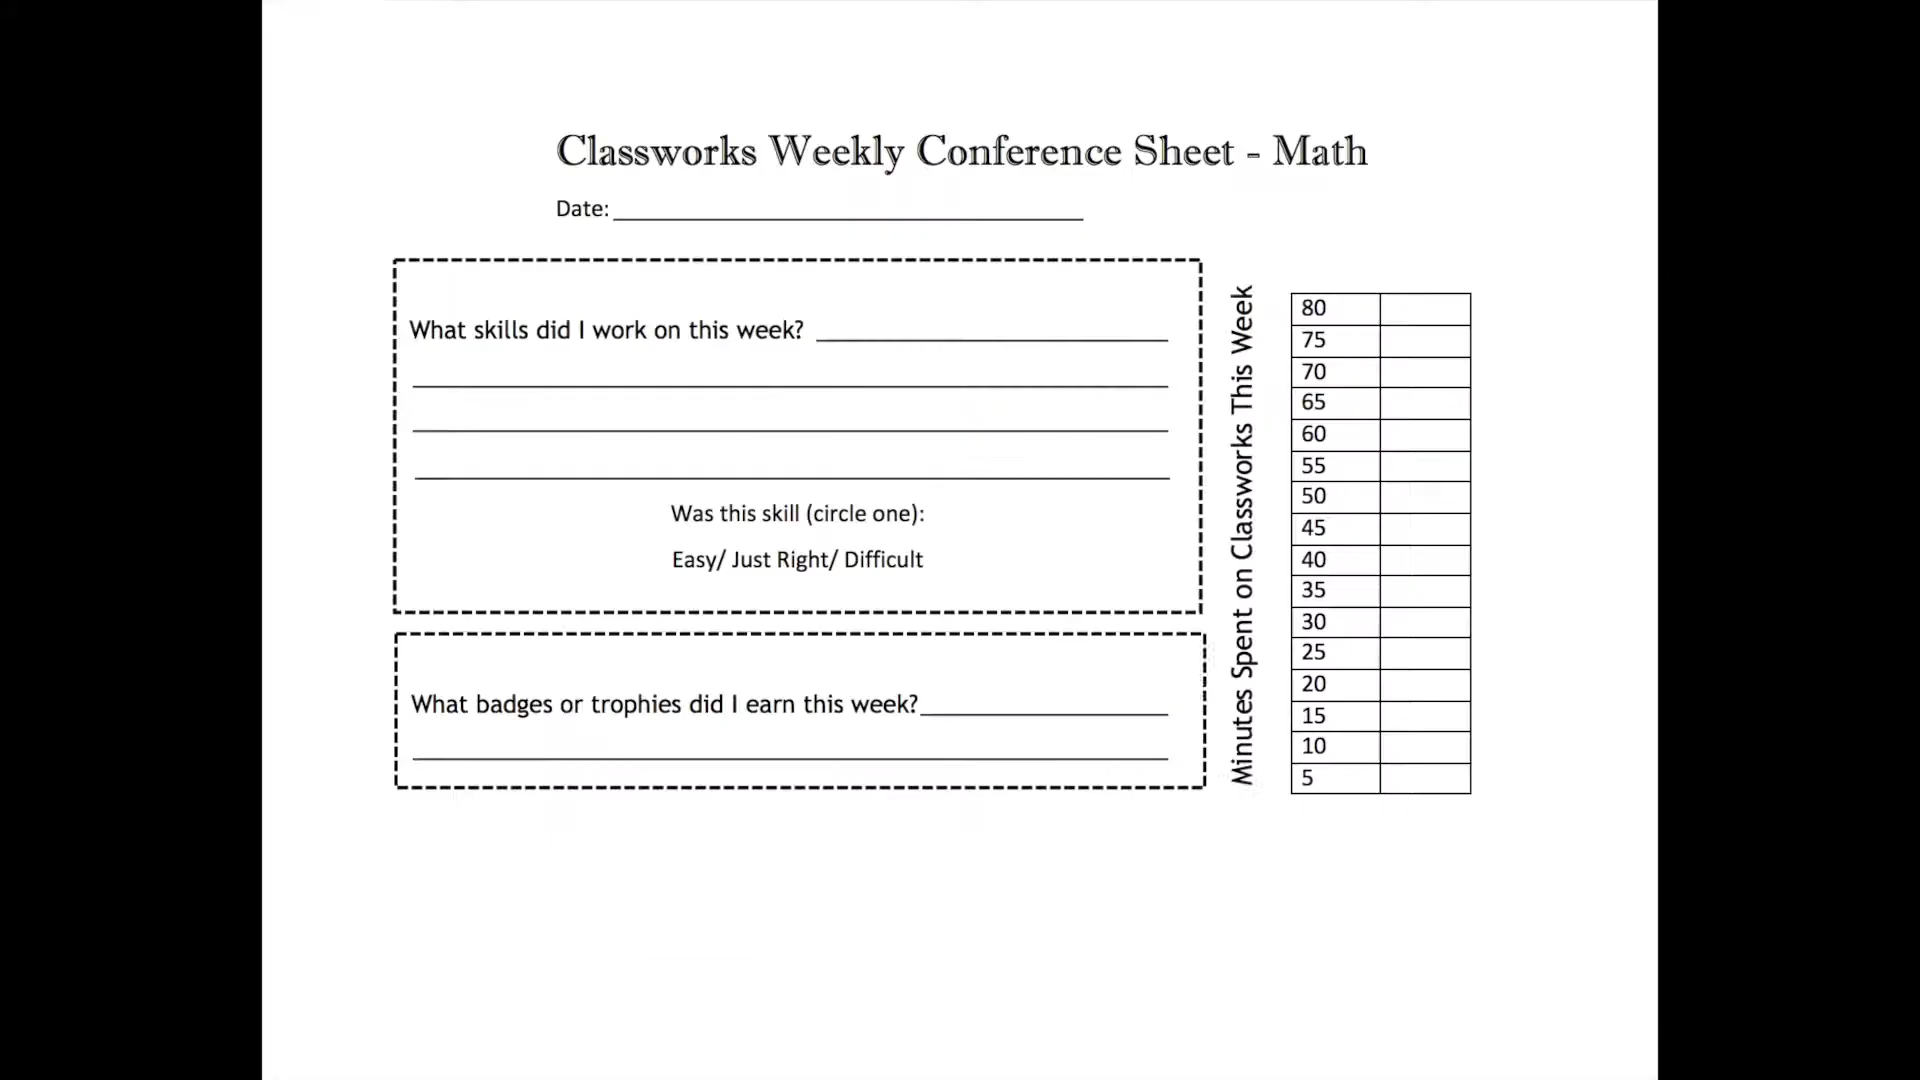 Classworks Weekly Conference Sheet - Math
Date:
What skills did I work on this week?
Was this skill (circle one):
Easy/ Just Right/ Difficult
What badges or trophies did I earn this week?
Minutes Spent on Classworks This Week
80
75
70
65
60
55
50
45
40
35
30
25
20
15
10
5